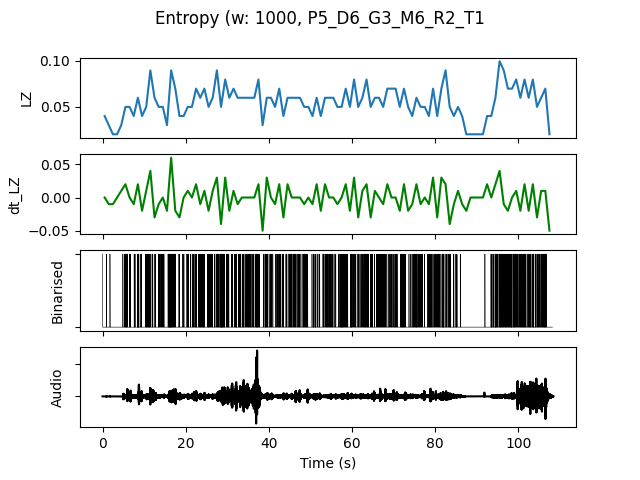 Entropy (w: 1000, P5_D6_G3_M6_R2_T1
0.10
0.05
LZ
0.05
0.00
−0.05
dt_LZ
Binarised
Audio
0 20 40 60 80 100
Time (s)